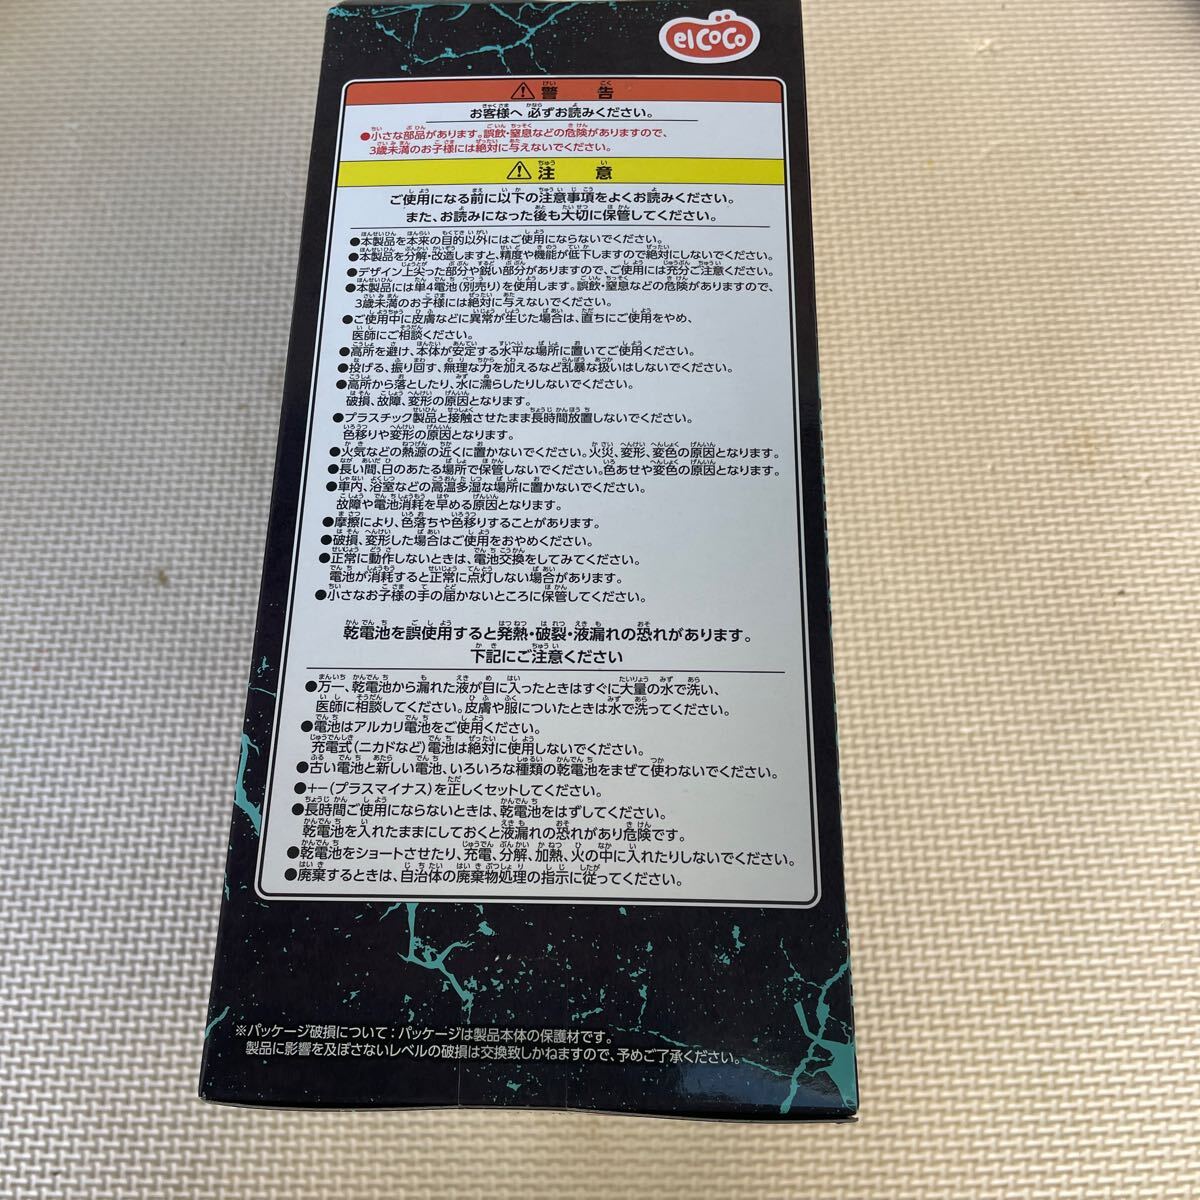 elcoco
⚠警告
お客様へ 必ずお読みください。
●小さな部品があります。誤飲・窒息などの危険がありますので、
3歳未満のお子様には絶対に与えないでください。
⚠注意
ご使用になる前に以下の注意事項をよくお読みください。
また、お読みになった後も大切に保管してください。
●本製品を本来の目的以外にはご使用にならないでください。
●本製品を分解・改造しますと、精度や機能が低下しますので絶対にしないでください。
●デザイン上尖った部分や鋭い部分がありますので、ご使用には充分ご注意ください。
●本製品には単4電池(別売り)を使用します。誤飲・窒息などの危険がありますので、
3歳未満のお子様には絶対に与えないでください。
●ご使用中に皮膚などに異常が生じた場合は、直ちにご使用をやめ、
医師にご相談ください。
●高所を避け、本体が安定する水平な場所に置いてご使用ください。
●投げる、振り回す、無理な力を加えるなど乱暴な扱いはしないでください。
●高所から落としたり、水に濡らしたりしないでください。
破損、故障、変形の原因となります。
●プラスチック製品と接触させたまま長時間放置しないでください。
色移りや変形の原因となります。
●火気などの熱源の近くに置かないでください。火災、変形、変色の原因となります。
●長い間、日のあたる場所で保管しないでください。色あせや変色の原因となります。
●車内、浴室などの高温多湿な場所に置かないでください。
故障や電池消耗を早める原因となります。
●摩擦により、色落ちや色移りすることがあります。
●破損、変形した場合はご使用をおやめください。
●正常に動作しないときは、電池交換をしてみてください。
電池が消耗すると正常に点灯しない場合があります。
●小さなお子様の手の届かないところに保管してください。
乾電池を誤使用すると発熱・破裂・液漏れの恐れがあります。
下記にご注意ください
●万一、乾電池から漏れた液が目に入ったときはすぐに大量の水で洗い、
医師に相談してください。皮膚や服についたときは水で洗ってください。
●電池はアルカリ電池をご使用ください。
充電式(ニカドなど)電池は絶対に使用しないでください。
●古い電池と新しい電池、いろいろな種類の乾電池をまぜて使わないでください。
●+−(プラスマイナス)を正しくセットしてください。
●長時間ご使用にならないときは、乾電池をはずしてください。
乾電池を入れたままにしておくと液漏れの恐れがあり危険です。
●乾電池をショートさせたり、充電、分解、加熱、火の中に入れたりしないでください。
●廃棄するときは、自治体の廃棄物処理の指示に従ってください。
※パッケージ破損について:パッケージは製品本体の保護材です。
製品に影響を及ぼさないレベルの破損は交換致しかねますので、予めご了承ください。